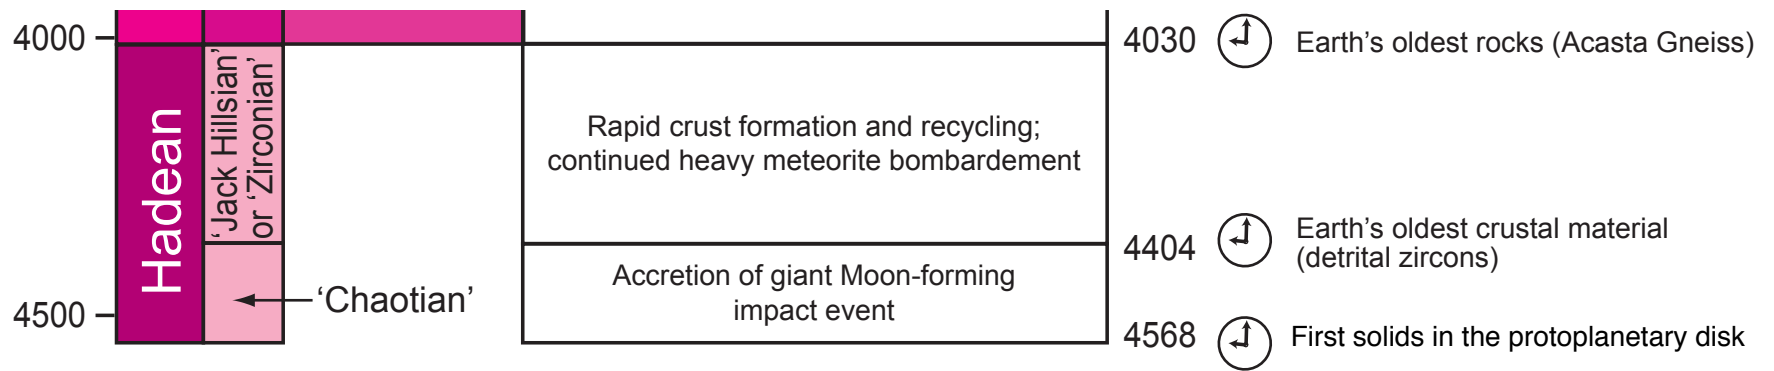 4000
4500
Hadean
‘Jack Hillsian’
or ‘Zirconian’
‘Chaotian’
Rapid crust formation and recycling;
continued heavy meteorite bombardement
Accretion of giant Moon-forming
impact event
4030
Earth’s oldest rocks (Acasta Gneiss)
4404
Earth’s oldest crustal material
(detrital zircons)
4568
First solids in the protoplanetary disk